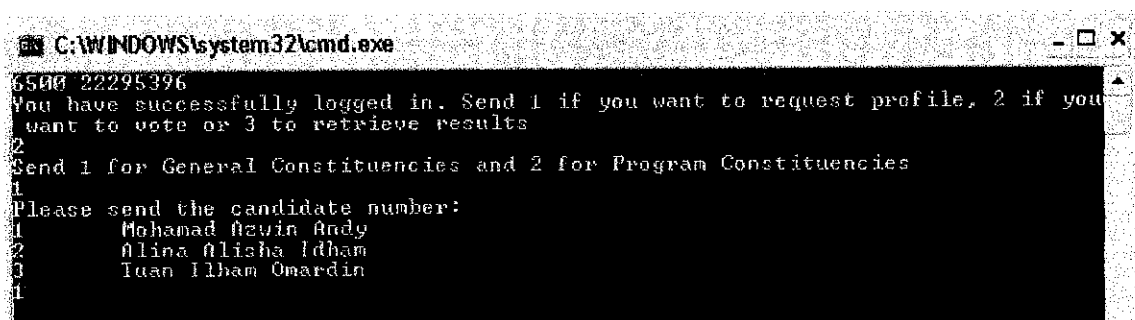 C:\WINDOWS\system32\cmd.exe
6500 22295396
You have successfully logged in. Send 1 if you want to request profile, 2 if you
want to vote or 3 to retrieve results
2
Send 1 for General Constituencies and 2 for Program Constituencies
1
Please send the candidate number:
1 Mohamad Azwin Andy
2 Alina Alisha Idham
3 Tuan Ilham Omardin
1